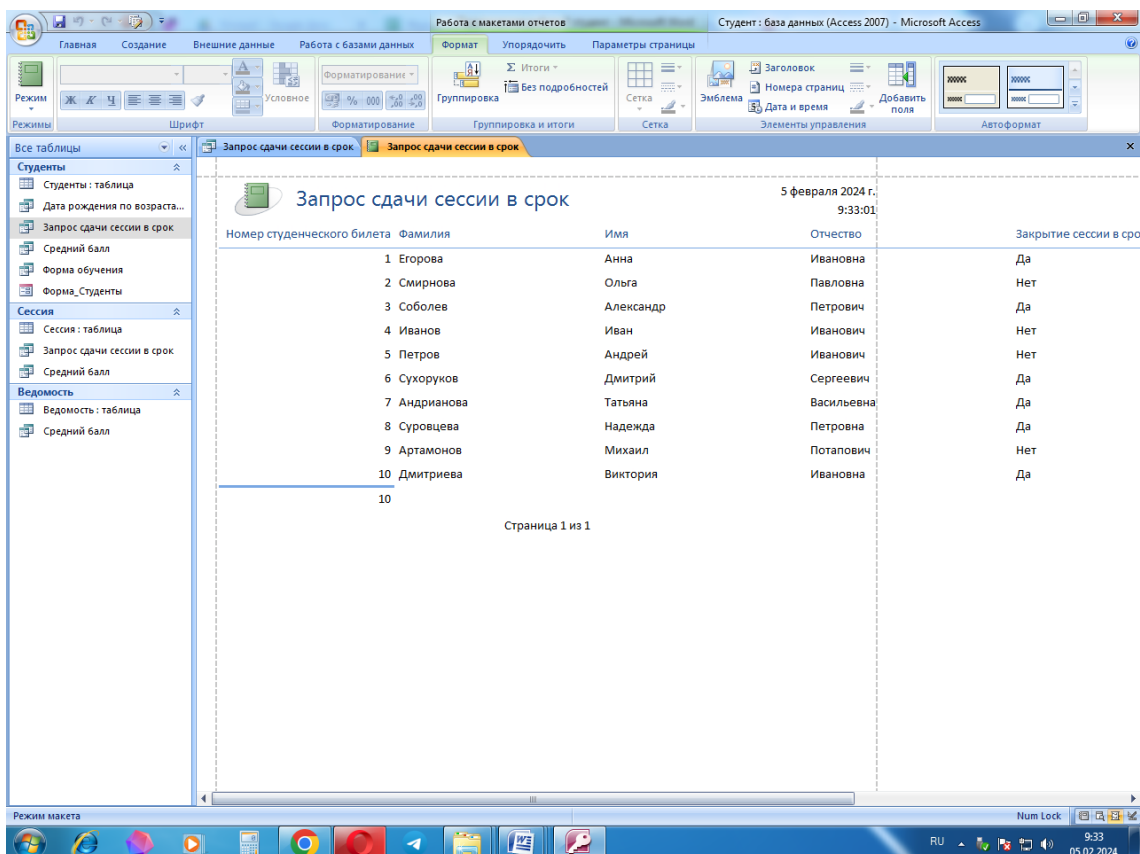 Работа с макетами отчетов
Студент : база данных (Access 2007) - Microsoft Access
Главная Создание Внешние данные Работа с базами данных Формат Упорядочить Параметры страницы
Режим
Режимы
Ж К Ч
Шрифт
Условное
Форматирование
% 000
Форматирование
Группировка
Σ Итоги
Без подробностей
Группировка и итоги
Сетка
Сетка
Эмблема
Заголовок
Номера страниц
Дата и время
Добавить поля
Элементы управления
xxxxx xxxxx
xxxxx xxxxx
Автоформат
Все таблицы
Студенты
Студенты : таблица
Дата рождения по возраста...
Запрос сдачи сессии в срок
Средний балл
Форма обучения
Форма_Студенты
Сессия
Сессия : таблица
Запрос сдачи сессии в срок
Средний балл
Ведомость
Ведомость : таблица
Средний балл
Запрос сдачи сессии в срок Запрос сдачи сессии в срок
Запрос сдачи сессии в срок
5 февраля 2024 г.
9:33:01
Номер студенческого билета Фамилия Имя Отчество Закрытие сессии в сро
1 Егорова Анна Ивановна Да
2 Смирнова Ольга Павловна Нет
3 Соболев Александр Петрович Да
4 Иванов Иван Иванович Нет
5 Петров Андрей Иванович Нет
6 Сухоруков Дмитрий Сергеевич Да
7 Андрианова Татьяна Васильевна Да
8 Суровцева Надежда Петровна Да
9 Артамонов Михаил Потапович Нет
10 Дмитриева Виктория Ивановна Да
10
Страница 1 из 1
Режим макета
Num Lock
RU
9:33
05.02.2024